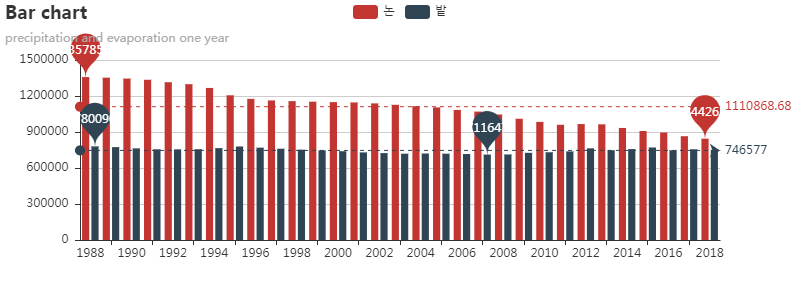 Bar chart
논 밭
precipitation and evaporation one year
1500000
1200000
900000
600000
300000
0
1110868.68
746577
1988 1990 1992 1994 1996 1998 2000 2002 2004 2006 2008 2010 2012 2014 2016 2018